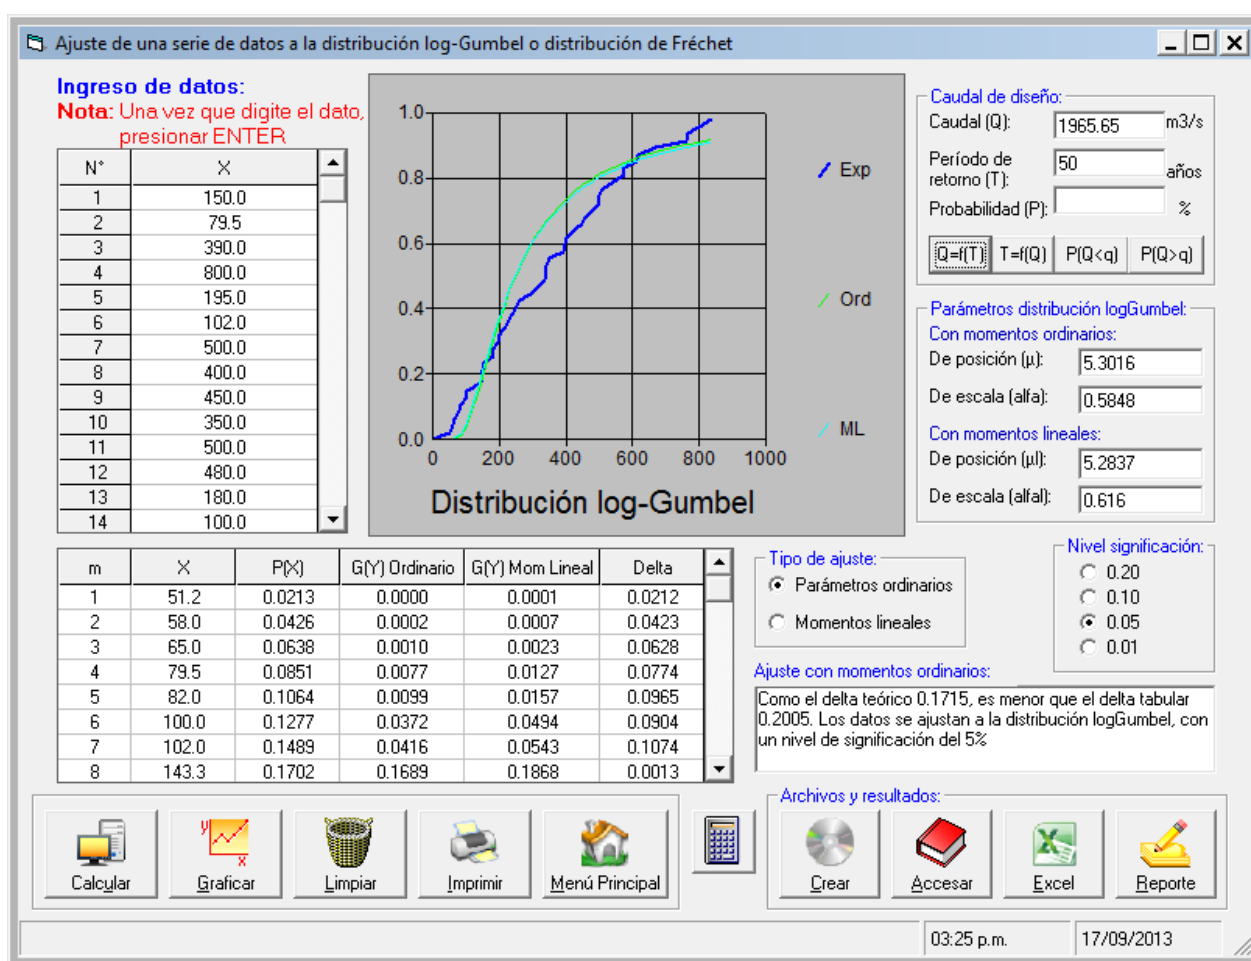 Ajuste de una serie de datos a la distribución log-Gumbel o distribución de Fréchet
Ingreso de datos:
Nota: Una vez que digite el dato,
presionar ENTER
N° X
1 150.0
2 79.5
3 390.0
4 800.0
5 195.0
6 102.0
7 500.0
8 400.0
9 450.0
10 350.0
11 500.0
12 480.0
13 180.0
14 100.0
1.0
0.8
0.6
0.4
0.2
0.0
0 200 400 600 800 1000
Exp
Ord
ML
Distribución log-Gumbel
Caudal de diseño:
Caudal (Q): 1965.65 m3/s
Período de
retorno (T): 50 años
Probabilidad (P): %
Q=f(T) T=f(Q) P(Q<q) P(Q>q)
Parámetros distribución logGumbel:
Con momentos ordinarios:
De posición (µ): 5.3016
De escala (alfa): 0.5848
Con momentos lineales:
De posición (µl): 5.2837
De escala (alfal): 0.616
m X P(X) G(Y) Ordinario G(Y) Mom Lineal Delta
1 51.2 0.0213 0.0000 0.0001 0.0212
2 58.0 0.0426 0.0002 0.0007 0.0423
3 65.0 0.0638 0.0010 0.0023 0.0628
4 79.5 0.0851 0.0077 0.0127 0.0774
5 82.0 0.1064 0.0099 0.0157 0.0965
6 100.0 0.1277 0.0372 0.0494 0.0904
7 102.0 0.1489 0.0416 0.0543 0.1074
8 143.3 0.1702 0.1689 0.1868 0.0013
Tipo de ajuste:
Parámetros ordinarios
Momentos lineales
Nivel significación:
0.20
0.10
0.05
0.01
Ajuste con momentos ordinarios:
Como el delta teórico 0.1715, es menor que el delta tabular
0.2005. Los datos se ajustan a la distribución logGumbel, con
un nivel de significación del 5%
Calcular Graficar Limpiar Imprimir Menú Principal
Archivos y resultados:
Crear Accesar Excel Reporte
03:25 p.m. 17/09/2013